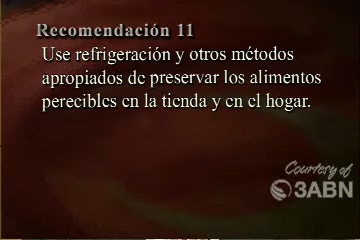 Recomendación 11
Use refrigeración y otros métodos
apropiados de preservar los alimentos
perecibles en la tienda y en el hogar.
Courtesy of
3ABN